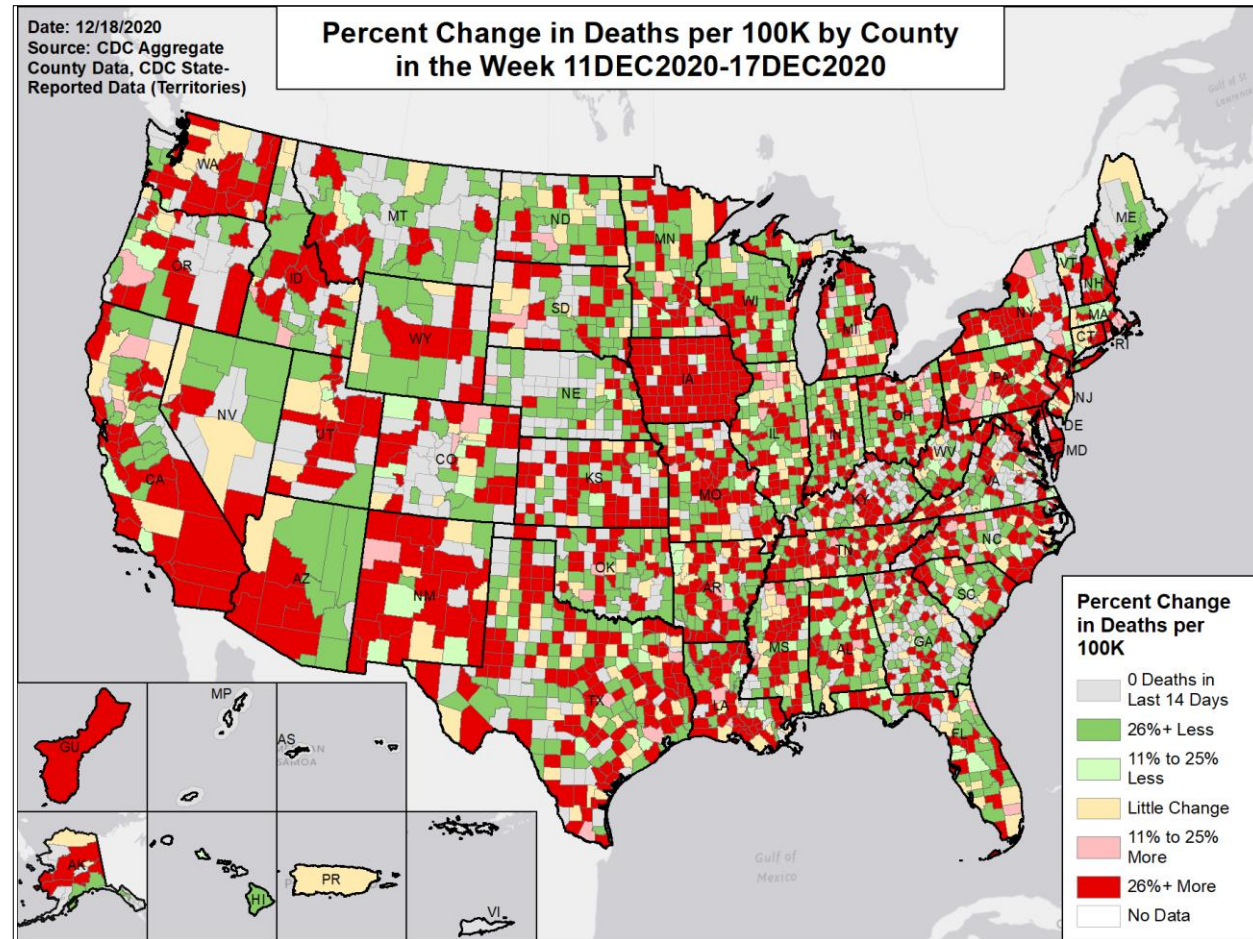 Date: 12/18/2020
Source: CDC Aggregate
County Data, CDC State-
Reported Data (Territories)
Percent Change in Deaths per 100K by County
in the Week 11DEC2020-17DEC2020
Gulf of St.
Lawrence
WA
MT
ND
MN
ME
OR
ID
SD
WI
VT
NH
WY
MI
NY
MA
CT
RI
NV
NE
IA
PA
NJ
UT
CO
IL
IN
OH
DE
MD
CA
KS
MO
WV
VA
KY
AZ
NM
OK
AR
TN
NC
SC
MS
AL
GA
TX
LA
FL
Gulf of
Mexico
GU
MP
AS
SAMOA
AK
HI
PR
VI
Percent Change
in Deaths per
100K
0 Deaths in
Last 14 Days
26%+ Less
11% to 25%
Less
Little Change
11% to 25%
More
26%+ More
No Data